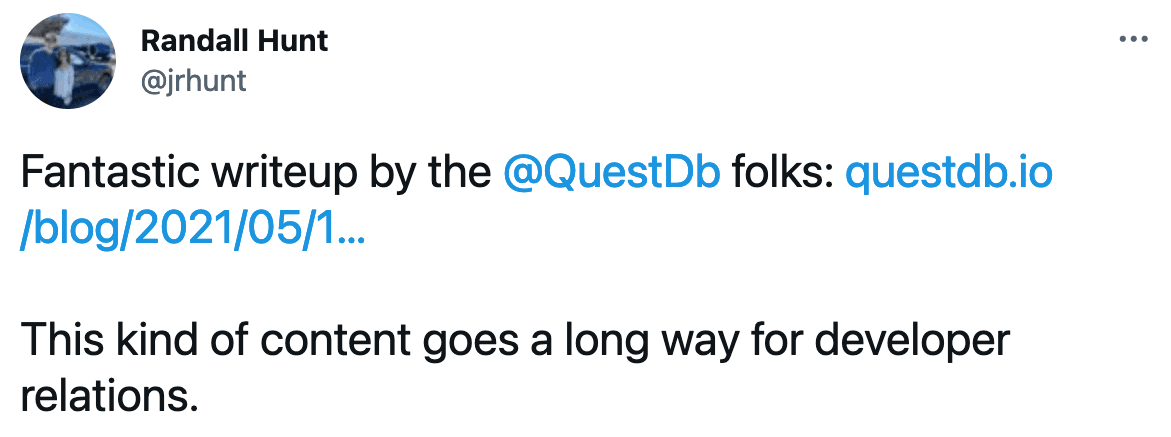 Randall Hunt
@jrhunt
Fantastic writeup by the @QuestDb folks: questdb.io
/blog/2021/05/1...
This kind of content goes a long way for developer
relations.